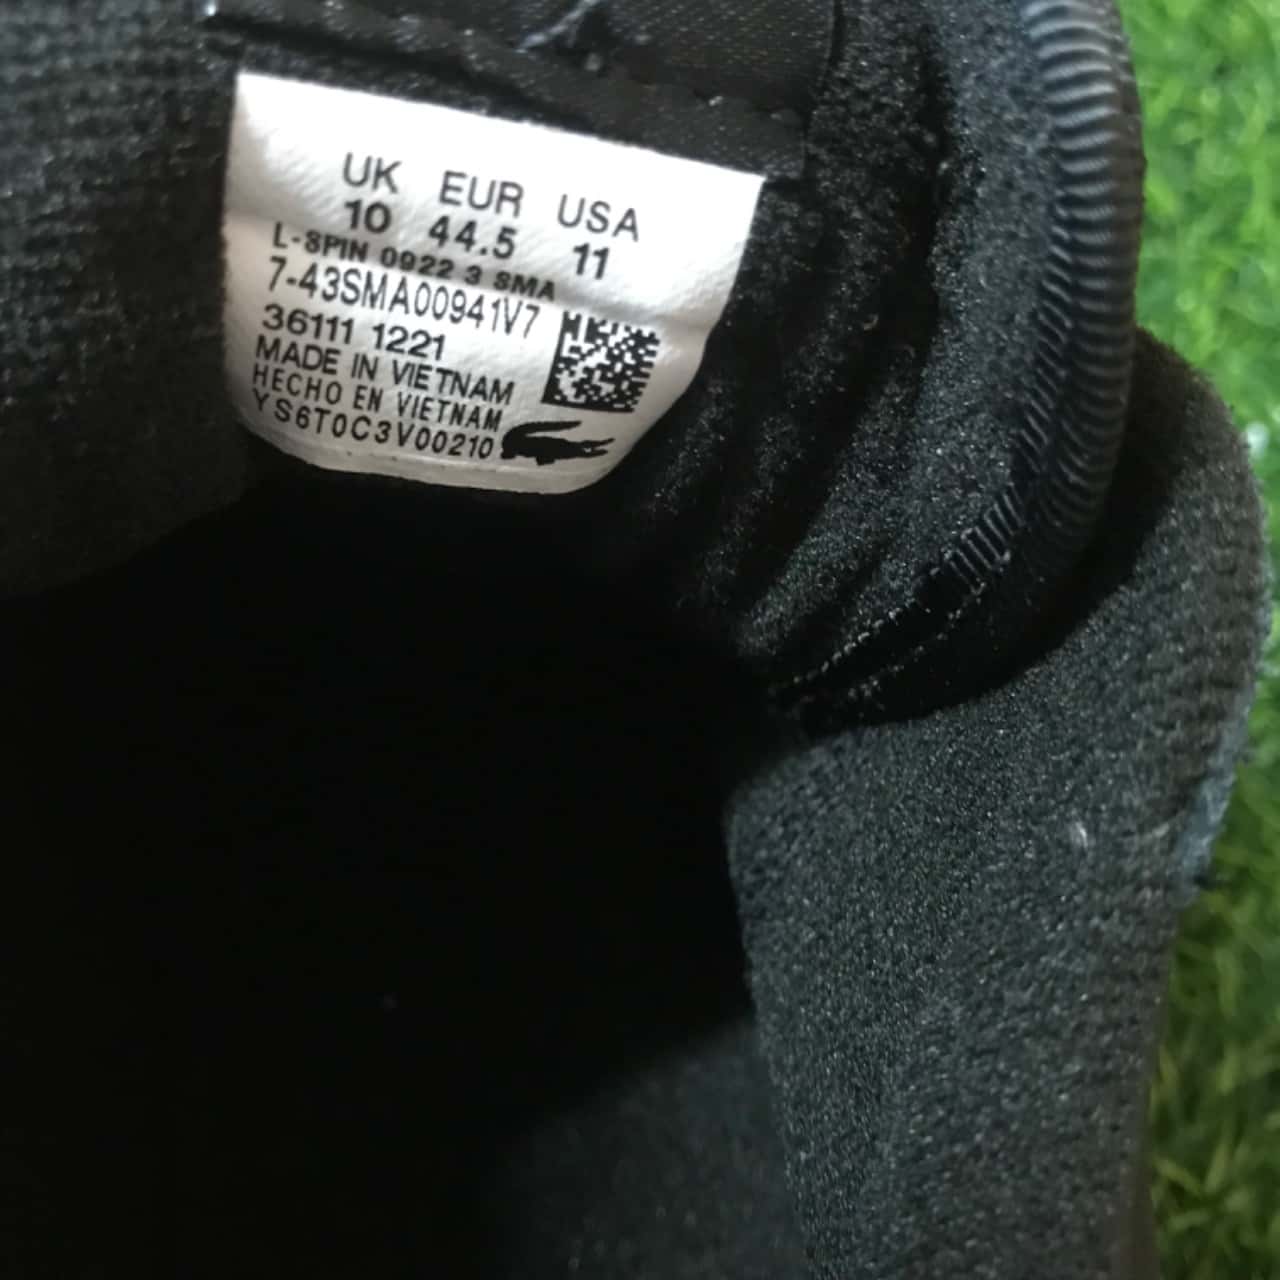 UK EUR USA
10 44.5 11
L-SPIN 0922 3 SMA
7-43SMA00941V7
36111 1221
MADE IN VIETNAM
HECHO EN VIETNAM
YS6T0C3V00210